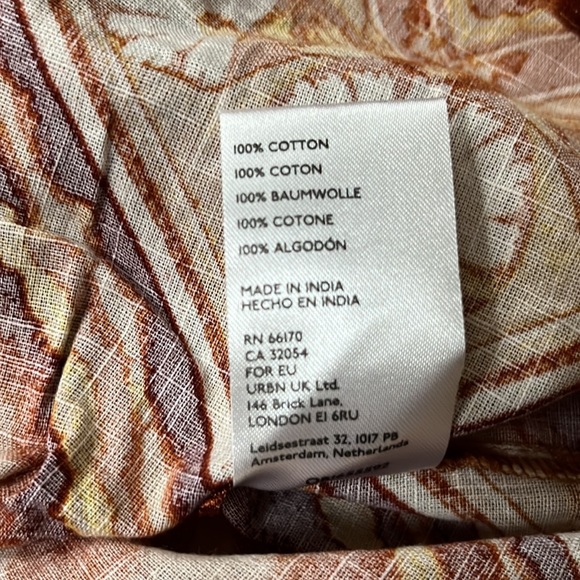 100% COTTON
100% COTON
100% BAUMWOLLE
100% COTONE
100% ALGODÓN
MADE IN INDIA
HECHO EN INDIA
RN 66170
CA 32054
FOR EU
URBN UK Ltd.
146 Brick Lane,
LONDON E1 6RU
Leidsestraat 32, 1017 PB
Amsterdam, Netherlands